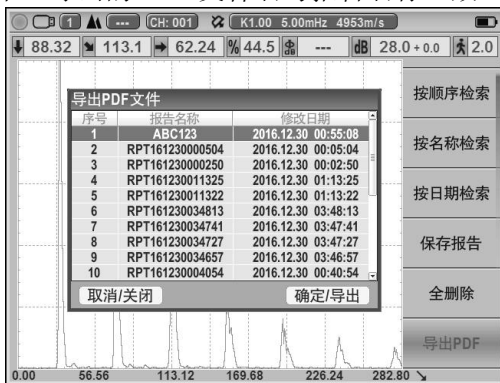 1 --- CH: 001 K1.00 5.00mHz 4953m/s
88.32 113.1 62.24 % 44.5 --- dB 28.0 + 0.0 2.0
导出PDF文件
序号 报告名称 修改日期
1 ABC123 2016.12.30 00:55:08
2 RPT161230000504 2016.12.30 00:05:04
3 RPT161230000250 2016.12.30 00:02:50
4 RPT161230011325 2016.12.30 01:13:25
5 RPT161230011322 2016.12.30 01:13:22
6 RPT161230034813 2016.12.30 03:48:13
7 RPT161230034741 2016.12.30 03:47:41
8 RPT161230034727 2016.12.30 03:47:27
9 RPT161230034657 2016.12.30 03:46:57
10 RPT161230004054 2016.12.30 00:40:54
取消/关闭 确定/导出
按顺序检索
按名称检索
按日期检索
保存报告
全删除
导出PDF
0.00 56.56 113.12 169.68 226.24 282.80